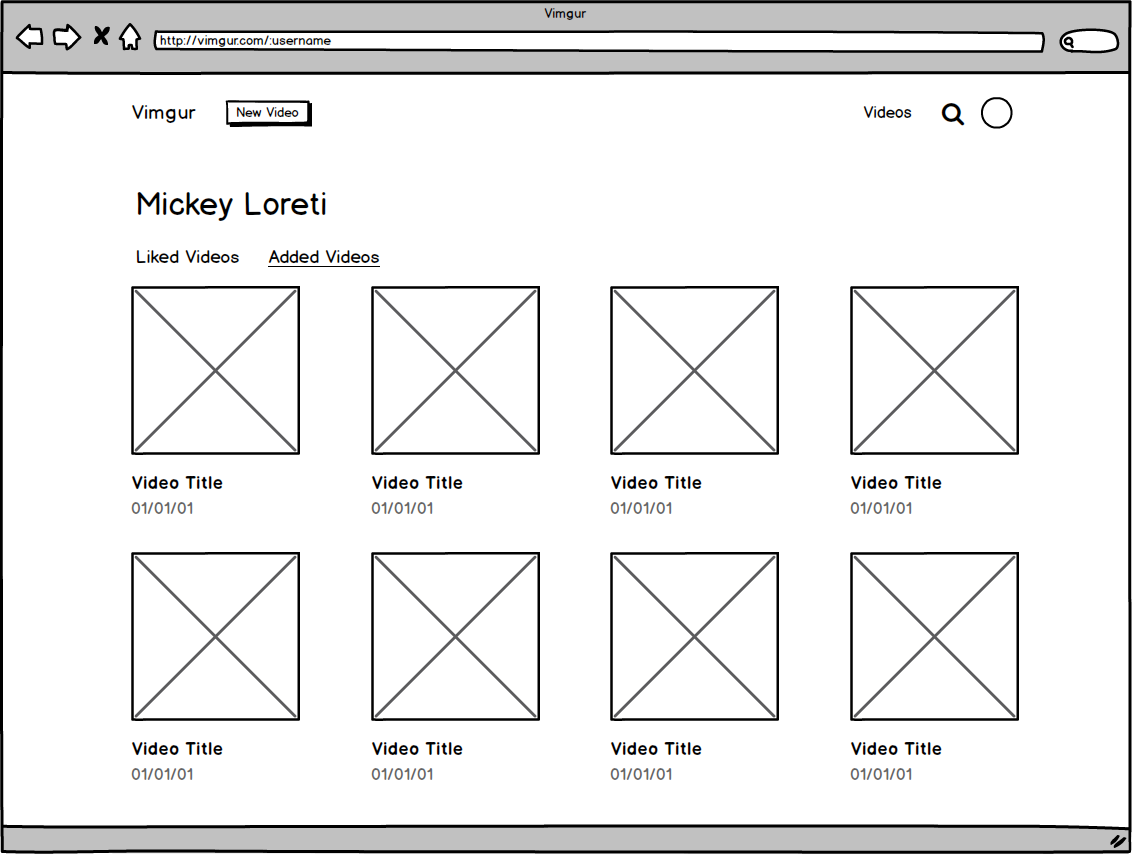 Vimgur
http://vimgur.com/:username
Vimgur New Video Videos
Mickey Loreti
Liked Videos Added Videos
Video Title Video Title Video Title Video Title
01/01/01 01/01/01 01/01/01 01/01/01
Video Title Video Title Video Title Video Title
01/01/01 01/01/01 01/01/01 01/01/01